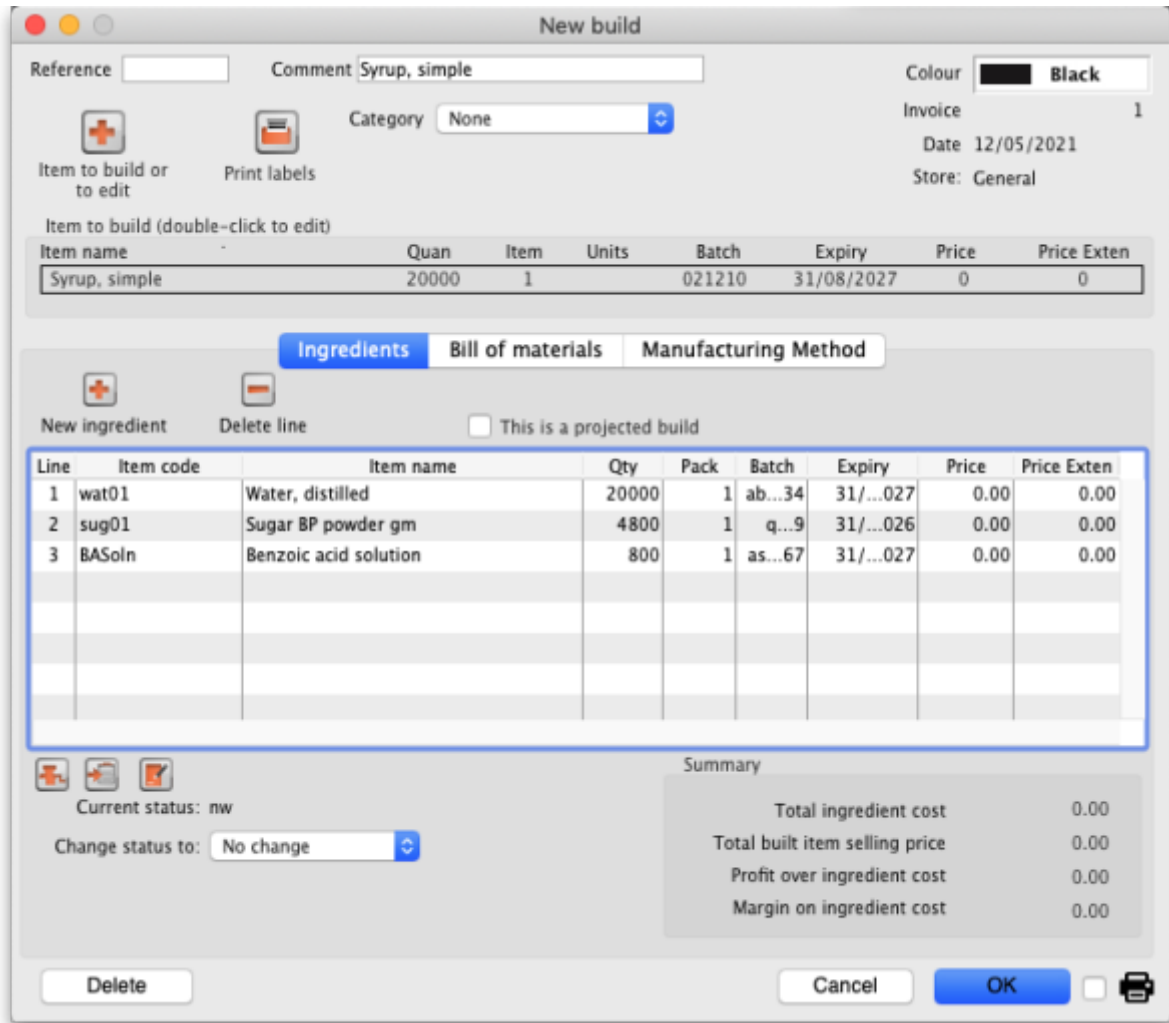 New build
Reference Comment Syrup, simple Colour Black
Category None Invoice 1
Date 12/05/2021
Item to build or to edit Print labels Store: General
Item to build (double-click to edit)
Item name Quan Item Units Batch Expiry Price Price Exten
Syrup, simple 20000 1 021210 31/08/2027 0 0
Ingredients Bill of materials Manufacturing Method
New ingredient Delete line This is a projected build
Line Item code Item name Qty Pack Batch Expiry Price Price Exten
1 wat01 Water, distilled 20000 1 ab...34 31/...027 0.00 0.00
2 sug01 Sugar BP powder gm 4800 1 q...9 31/...026 0.00 0.00
3 BASoln Benzoic acid solution 800 1 as...67 31/...027 0.00 0.00
Summary
Current status: nw Total ingredient cost 0.00
Change status to: No change Total built item selling price 0.00
Profit over ingredient cost 0.00
Margin on ingredient cost 0.00
Delete Cancel OK